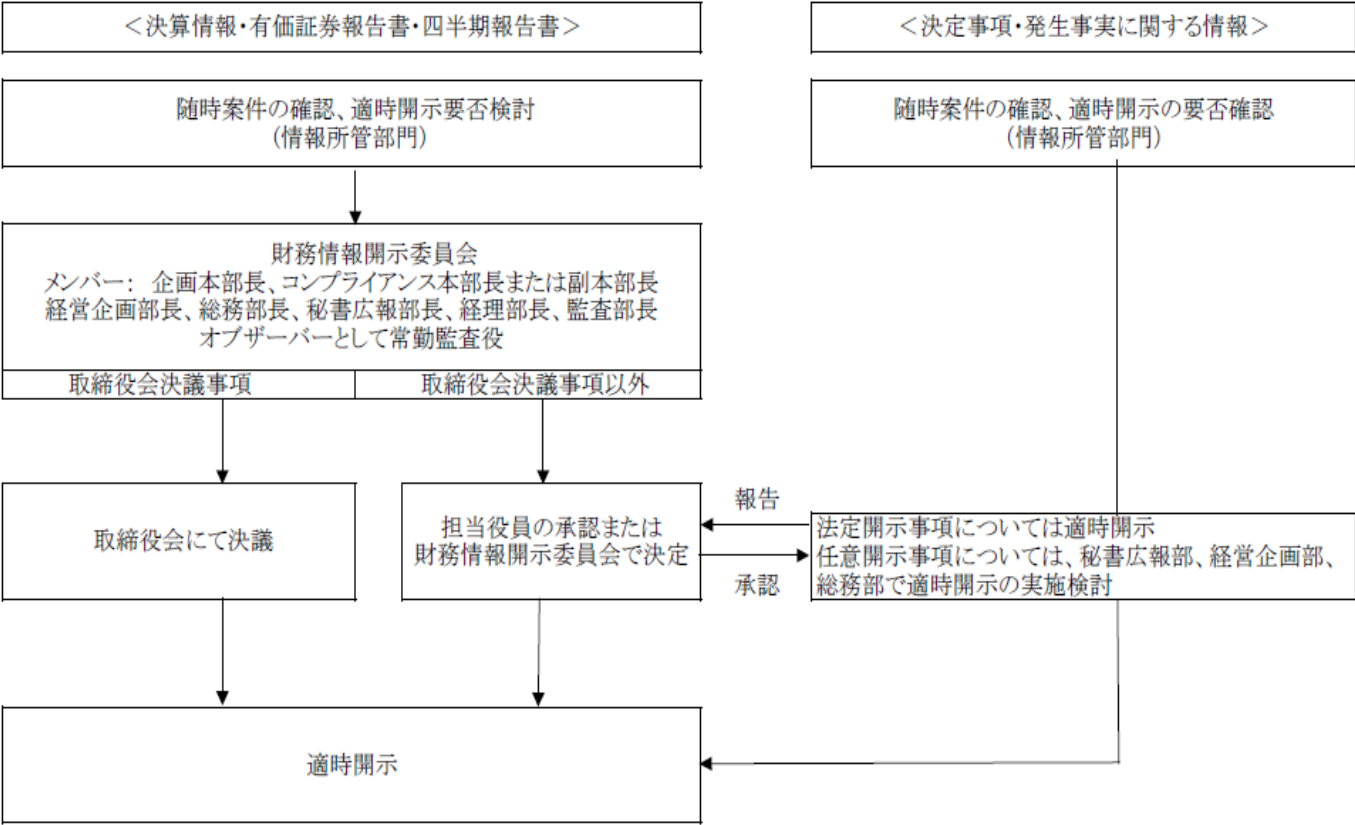 ＜決算情報・有価証券報告書・四半期報告書＞
＜決定事項・発生事実に関する情報＞
随時案件の確認、適時開示要否検討
（情報所管部門）
随時案件の確認、適時開示の要否確認
（情報所管部門）
財務情報開示委員会
メンバー： 企画本部長、コンプライアンス本部長または副本部長
経営企画部長、総務部長、秘書広報部長、経理部長、監査部長
オブザーバーとして常勤監査役
取締役会決議事項
取締役会決議事項以外
取締役会にて決議
担当役員の承認または
財務情報開示委員会で決定
報告
承認
法定開示事項については適時開示
任意開示事項については、秘書広報部、経営企画部、
総務部で適時開示の実施検討
適時開示